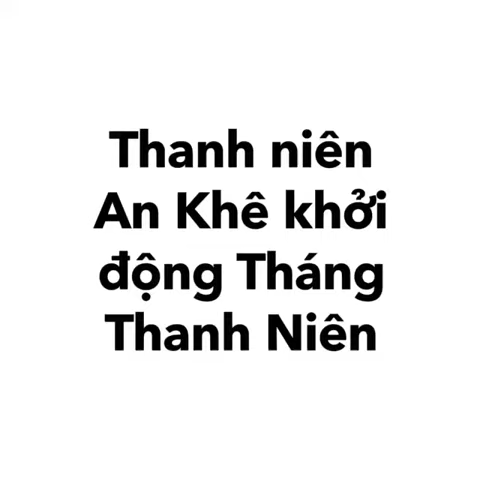 Thanh niên
An Khê khởi
động Tháng
Thanh Niên